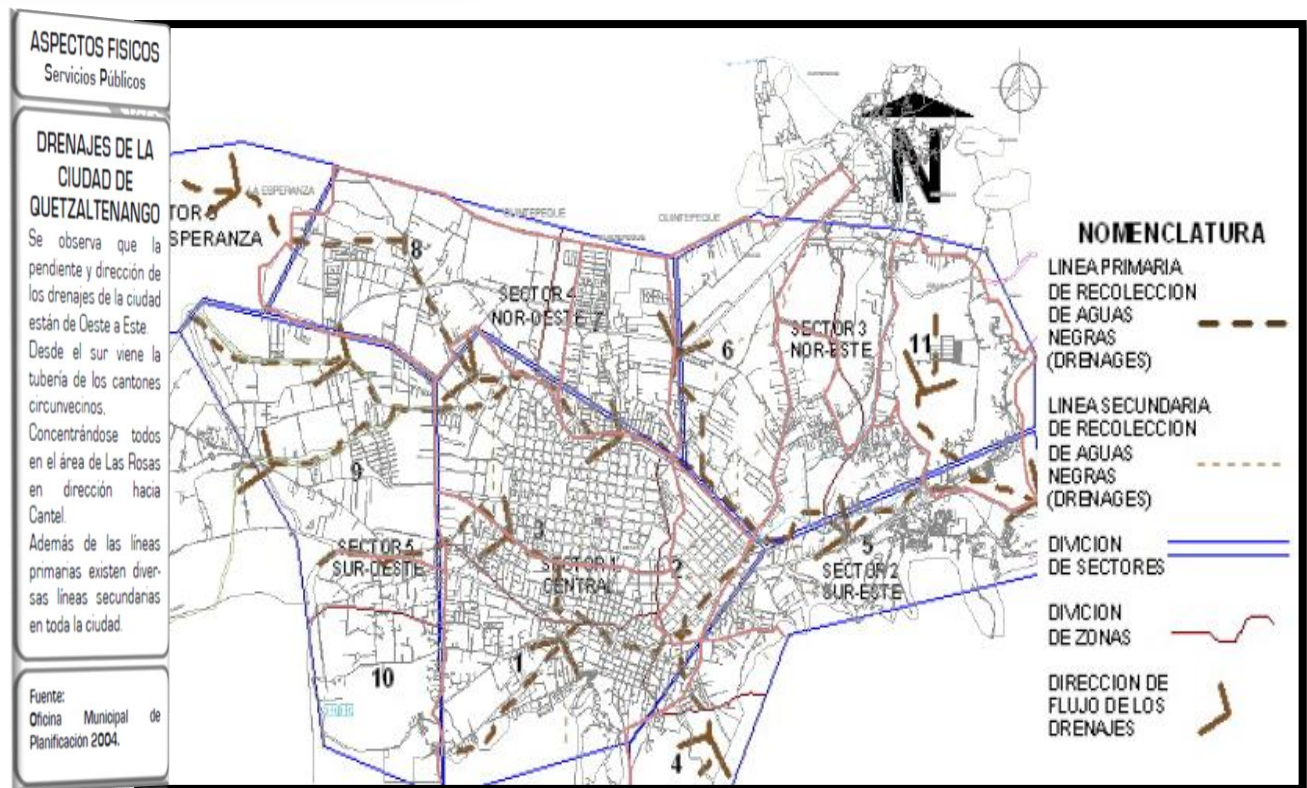 ASPECTOS FISICOS
Servicios Públicos
DRENAJES DE LA
CIUDAD DE
QUETZALTENANGO
Se observa que la
pendiente y dirección de
los drenajes de la ciudad
están de Oeste a Este.
Desde el sur viene la
tubería de los cantones
circunvecinos.
Concentrándose todos
en el área de Las Rosas
en dirección hacia
Cantel.
Además de las líneas
primarias existen diver-
sas líneas secundarias
en toda la ciudad.
Fuente:
Oficina Municipal de
Planificación 2004.
LA ESPERANZA
TOR 6
SPERANZA
8
OLINTEPEQUE
OLINTEPEQUE
N
SECTOR 4
NOR-OESTE 7
6
SECTOR 3
NOR-ESTE
11
9
3
SECTOR 5
SUR-OESTE
SECTOR 1
CENTRAL
2
5
SECTOR 2
SUR-ESTE
1
10
4
NOMENCLATURA
LINEA PRIMARIA
DE RECOLECCION
DE AGUAS
NEGRAS
(DRENAGES)
LINEA SECUNDARIA
DE RECOLECCION
DE AGUAS
NEGRAS
(DRENAGES)
DIVICION
DE SECTORES
DIVICION
DE ZONAS
DIRECCION DE
FLUJO DE LOS
DRENAJES